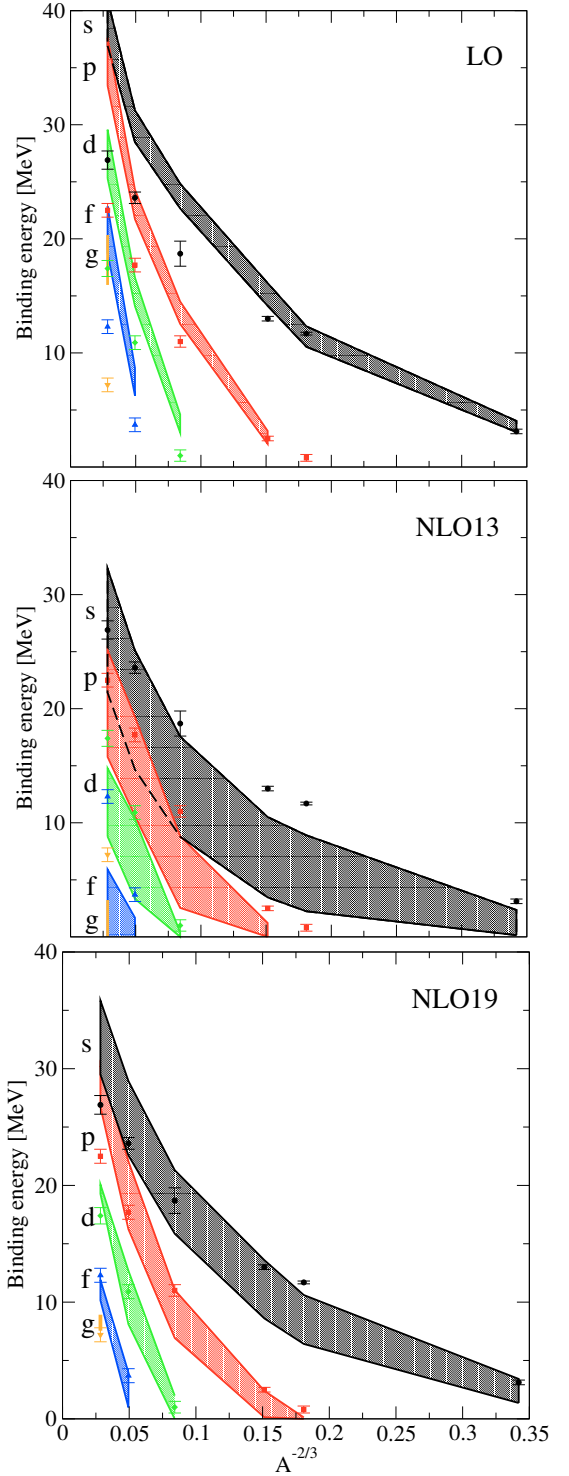 40
s
LO
p
30
Binding energy [MeV]
d
f
20
g
10
40
NLO13
30
Binding energy [MeV]
s
p
20
d
10
f
g
40
NLO19
s
30
Binding energy [MeV]
p
20
d
f
10
g
0
0 0.05 0.1 0.15 0.2 0.25 0.3 0.35
A^{-2/3}